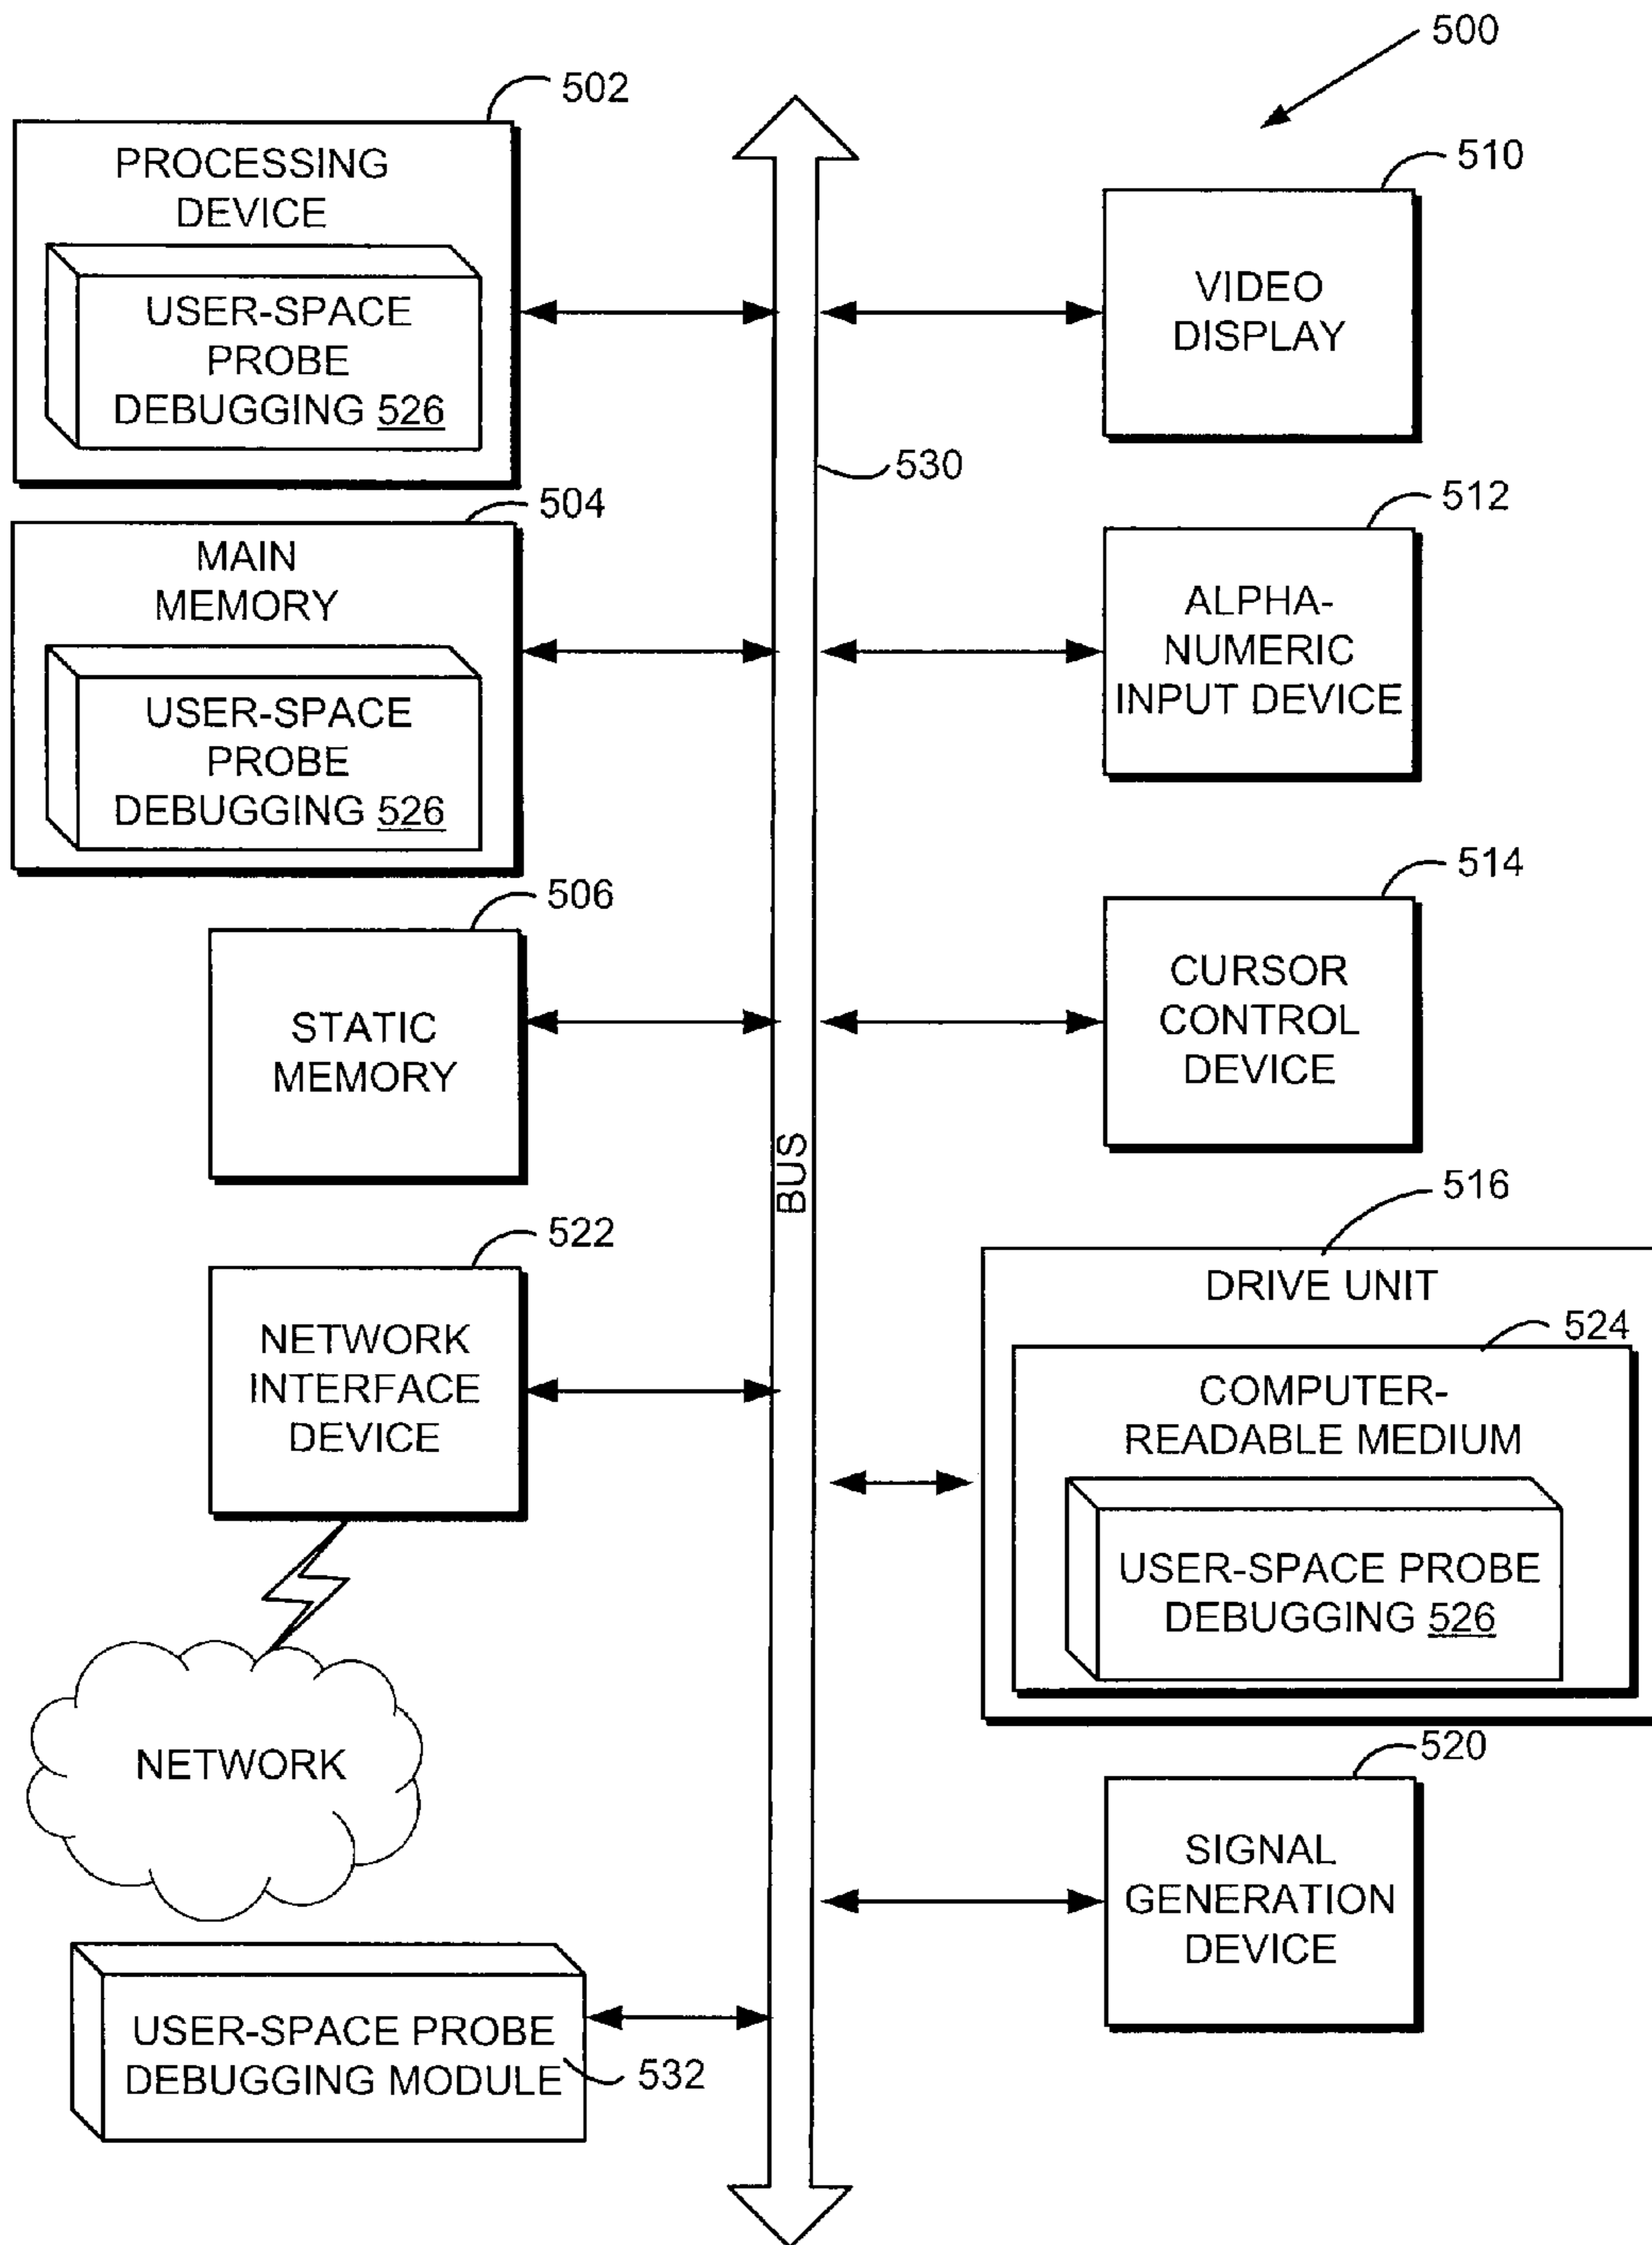 500
502
PROCESSING
DEVICE
USER-SPACE
PROBE
DEBUGGING 526
504
MAIN
MEMORY
USER-SPACE
PROBE
DEBUGGING 526
506
STATIC
MEMORY
522
NETWORK
INTERFACE
DEVICE
NETWORK
USER-SPACE PROBE
DEBUGGING MODULE
532
BUS
530
510
VIDEO
DISPLAY
512
ALPHA-
NUMERIC
INPUT DEVICE
514
CURSOR
CONTROL
DEVICE
516
DRIVE UNIT
524
COMPUTER-
READABLE MEDIUM
USER-SPACE PROBE
DEBUGGING 526
520
SIGNAL
GENERATION
DEVICE